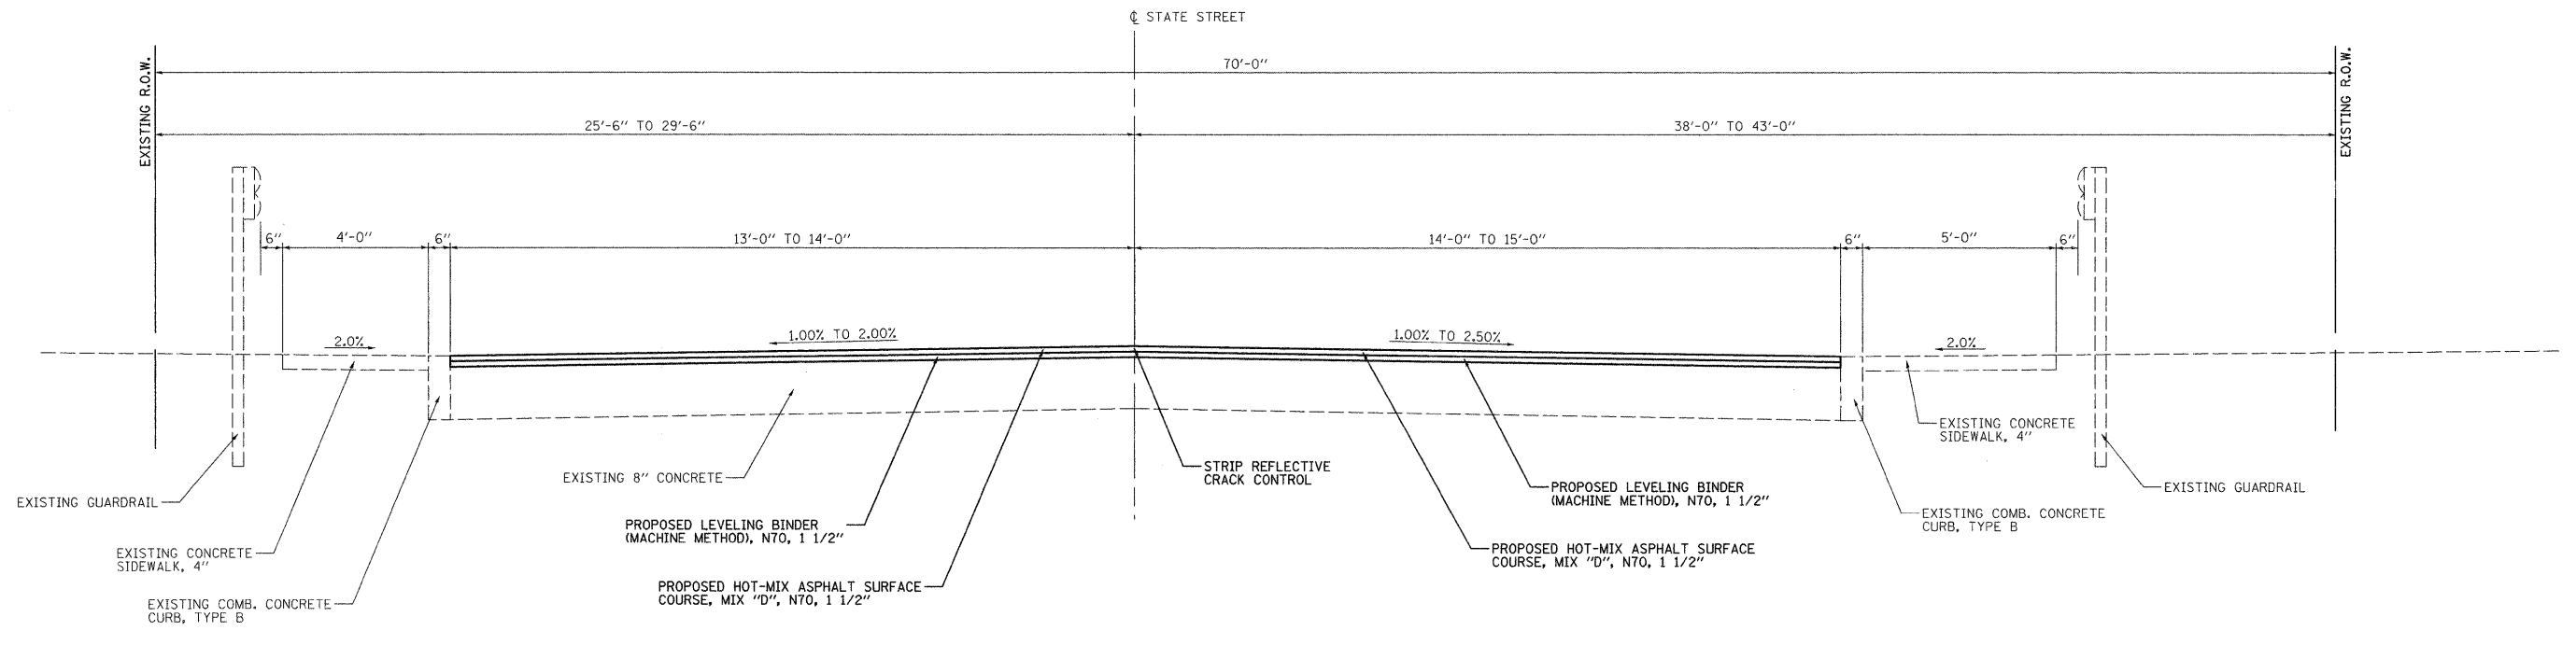 ℄ STATE STREET
70'-0"
EXISTING R.O.W.
EXISTING R.O.W.
25'-6" TO 29'-6"
38'-0" TO 43'-0"
6"
4'-0"
6"
13'-0" TO 14'-0"
14'-0" TO 15'-0"
6"
5'-0"
6"
2.0%
1.00% TO 2.00%
1.00% TO 2.50%
2.0%
EXISTING GUARDRAIL
EXISTING CONCRETE
SIDEWALK, 4"
EXISTING COMB. CONCRETE
CURB, TYPE B
EXISTING 8" CONCRETE
PROPOSED LEVELING BINDER
(MACHINE METHOD), N70, 1 1/2"
PROPOSED HOT-MIX ASPHALT SURFACE
COURSE, MIX "D", N70, 1 1/2"
STRIP REFLECTIVE
CRACK CONTROL
PROPOSED LEVELING BINDER
(MACHINE METHOD), N70, 1 1/2"
PROPOSED HOT-MIX ASPHALT SURFACE
COURSE, MIX "D", N70, 1 1/2"
EXISTING CONCRETE
SIDEWALK, 4"
EXISTING COMB. CONCRETE
CURB, TYPE B
EXISTING GUARDRAIL